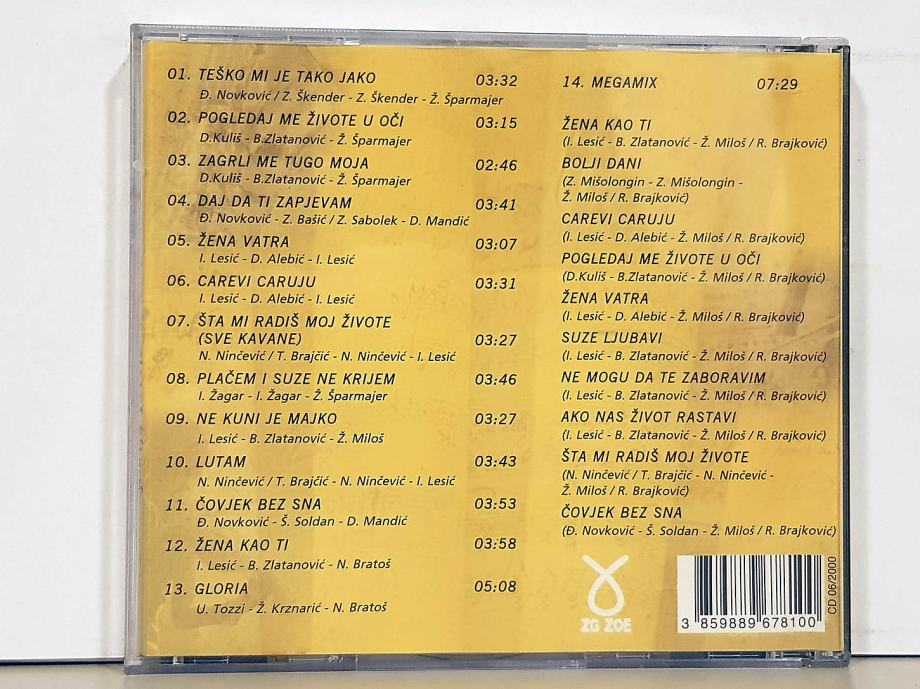 01. TEŠKO MI JE TAKO JAKO 03:32
Đ. Novković / Z. Škender - Z. Škender - Ž. Šparmajer
02. POGLEDAJ ME ŽIVOTE U OČI 03:15
D.Kuliš - B.Zlatanović - Ž. Šparmajer
03. ZAGRLI ME TUGO MOJA 02:46
D.Kuliš - B.Zlatanović - Ž. Šparmajer
04. DAJ DA TI ZAPJEVAM 03:41
Đ. Novković - Z. Bašić / Z. Sabolek - D. Mandić
05. ŽENA VATRA 03:07
I. Lesić - D. Alebić - I. Lesić
06. CAREVI CARUJU 03:31
I. Lesić - D. Alebić - I. Lesić
07. ŠTA MI RADIŠ MOJ ŽIVOTE
(SVE KAVANE) 03:27
N. Ninčević / T. Brajčić - N. Ninčević - I. Lesić
08. PLAČEM I SUZE NE KRIJEM 03:46
I. Žagar - I. Žagar - Ž. Šparmajer
09. NE KUNI JE MAJKO 03:27
I. Lesić - B. Zlatanović - Ž. Miloš
10. LUTAM 03:43
N. Ninčević / T. Brajčić - N. Ninčević - I. Lesić
11. ČOVJEK BEZ SNA 03:53
Đ. Novković - Š. Soldan - D. Mandić
12. ŽENA KAO TI 03:58
I. Lesić - B. Zlatanović - N. Bratoš
13. GLORIA 05:08
U. Tozzi - Ž. Krznarić - N. Bratoš
14. MEGAMIX 07:29
ŽENA KAO TI
(I. Lesić - B. Zlatanović - Ž. Miloš / R. Brajković)
BOLJI DANI
(Z. Mišolongin - Z. Mišolongin -
Ž. Miloš / R. Brajković)
CAREVI CARUJU
(I. Lesić - D. Alebić - Ž. Miloš / R. Brajković)
POGLEDAJ ME ŽIVOTE U OČI
(D.Kuliš - B.Zlatanović - Ž. Miloš / R. Brajković)
ŽENA VATRA
(I. Lesić - D. Alebić - Ž. Miloš / R. Brajković)
SUZE LJUBAVI
(I. Lesić - B. Zlatanović - Ž. Miloš / R. Brajković)
NE MOGU DA TE ZABORAVIM
(I. Lesić - B. Zlatanović - Ž. Miloš / R. Brajković)
AKO NAS ŽIVOT RASTAVI
(I. Lesić - B. Zlatanović - Ž. Miloš / R. Brajković)
ŠTA MI RADIŠ MOJ ŽIVOTE
(N. Ninčević / T. Brajčić - N. Ninčević -
Ž. Miloš / R. Brajković)
ČOVJEK BEZ SNA
(Đ. Novković - Š. Soldan - Ž. Miloš / R. Brajković)
ZG ZOE
3 859889 678100
CD 06/2000